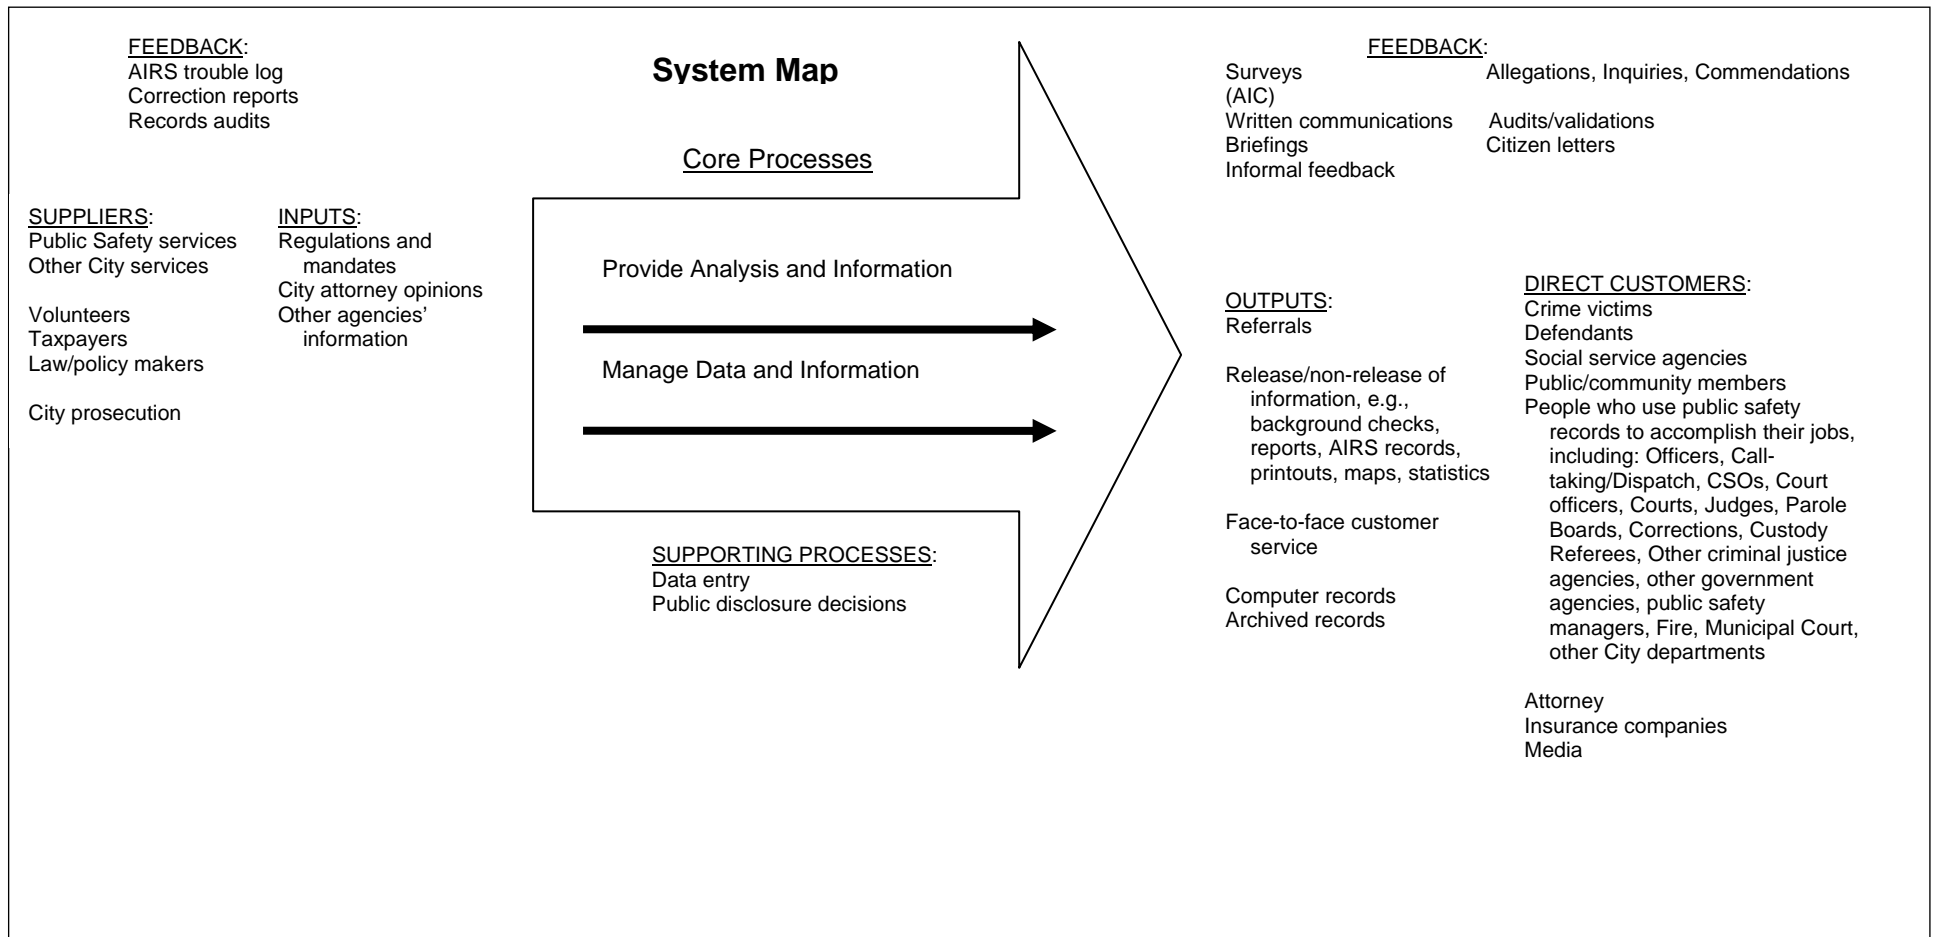 FEEDBACK:
AIRS trouble log
Correction reports
Records audits
System Map
Core Processes
FEEDBACK:
Surveys Allegations, Inquiries, Commendations
(AIC)
Written communications Audits/validations
Briefings Citizen letters
Informal feedback
SUPPLIERS:
Public Safety services
Other City services
Volunteers
Taxpayers
Law/policy makers
City prosecution
INPUTS:
Regulations and
mandates
City attorney opinions
Other agencies'
information
Provide Analysis and Information
Manage Data and Information
SUPPORTING PROCESSES:
Data entry
Public disclosure decisions
OUTPUTS:
Referrals
Release/non-release of
information, e.g.,
background checks,
reports, AIRS records,
printouts, maps, statistics
Face-to-face customer
service
Computer records
Archived records
DIRECT CUSTOMERS:
Crime victims
Defendants
Social service agencies
Public/community members
People who use public safety
records to accomplish their jobs,
including: Officers, Call-
taking/Dispatch, CSOs, Court
officers, Courts, Judges, Parole
Boards, Corrections, Custody
Referees, Other criminal justice
agencies, other government
agencies, public safety
managers, Fire, Municipal Court,
other City departments
Attorney
Insurance companies
Media